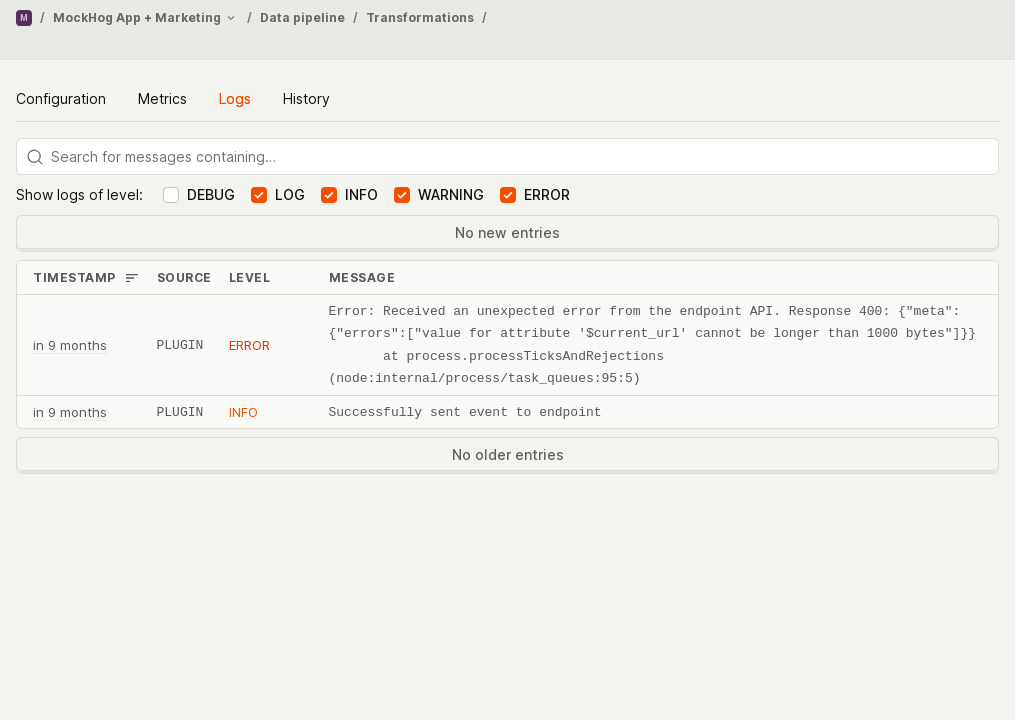 M / MockHog App + Marketing / Data pipeline / Transformations /
Configuration Metrics Logs History
Search for messages containing…
Show logs of level: DEBUG LOG INFO WARNING ERROR
No new entries
TIMESTAMP SOURCE LEVEL MESSAGE
in 9 months PLUGIN ERROR Error: Received an unexpected error from the endpoint API. Response 400: {"meta":
{"errors":["value for attribute '$current_url' cannot be longer than 1000 bytes"]}}
at process.processTicksAndRejections
(node:internal/process/task_queues:95:5)
in 9 months PLUGIN INFO Successfully sent event to endpoint
No older entries